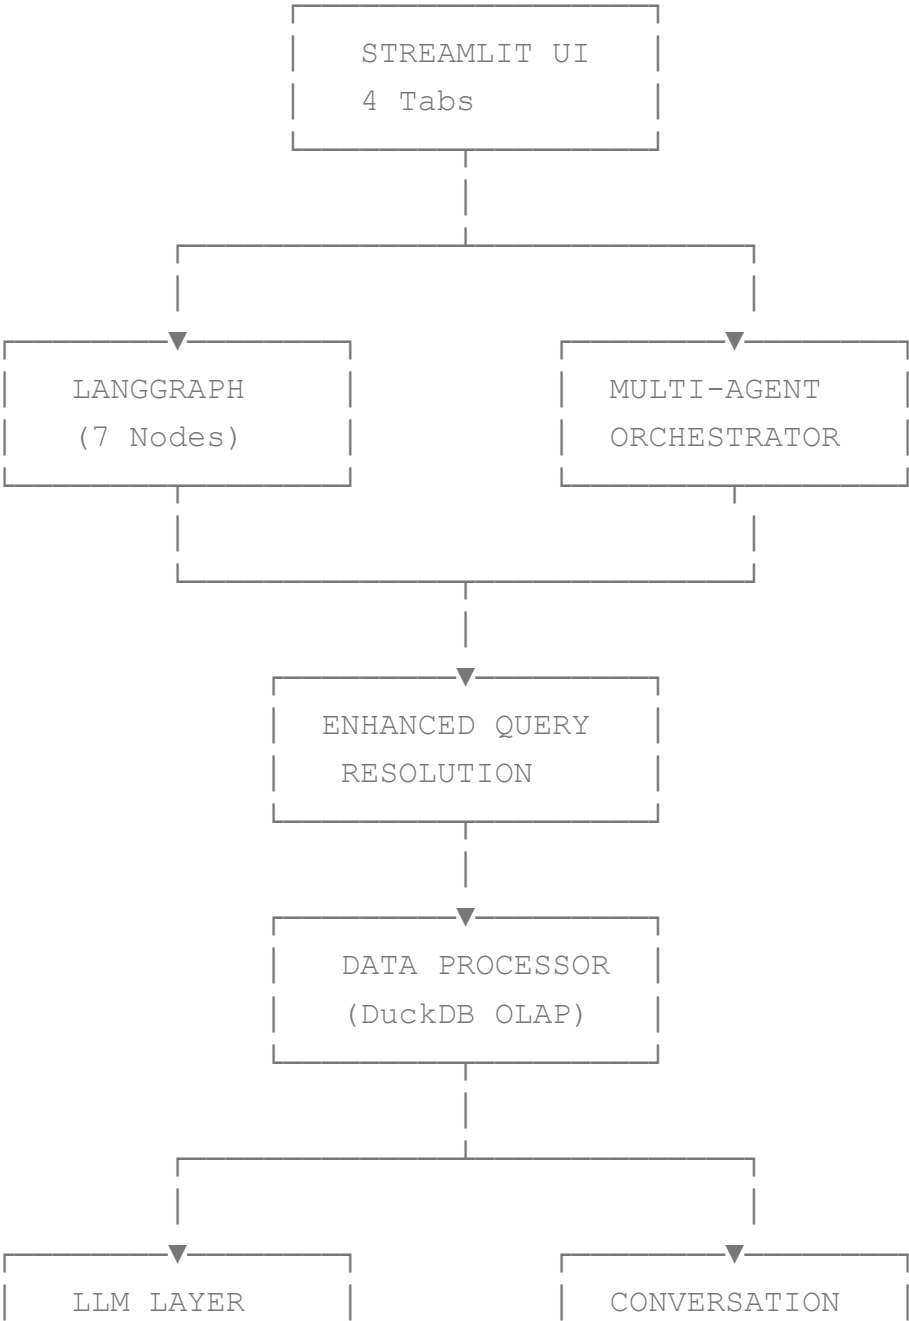 STREAMLIT UI
4 Tabs
LANGGRAPH
(7 Nodes)
MULTI-AGENT
ORCHESTRATOR
ENHANCED QUERY
RESOLUTION
DATA PROCESSOR
(DuckDB OLAP)
LLM LAYER
CONVERSATION